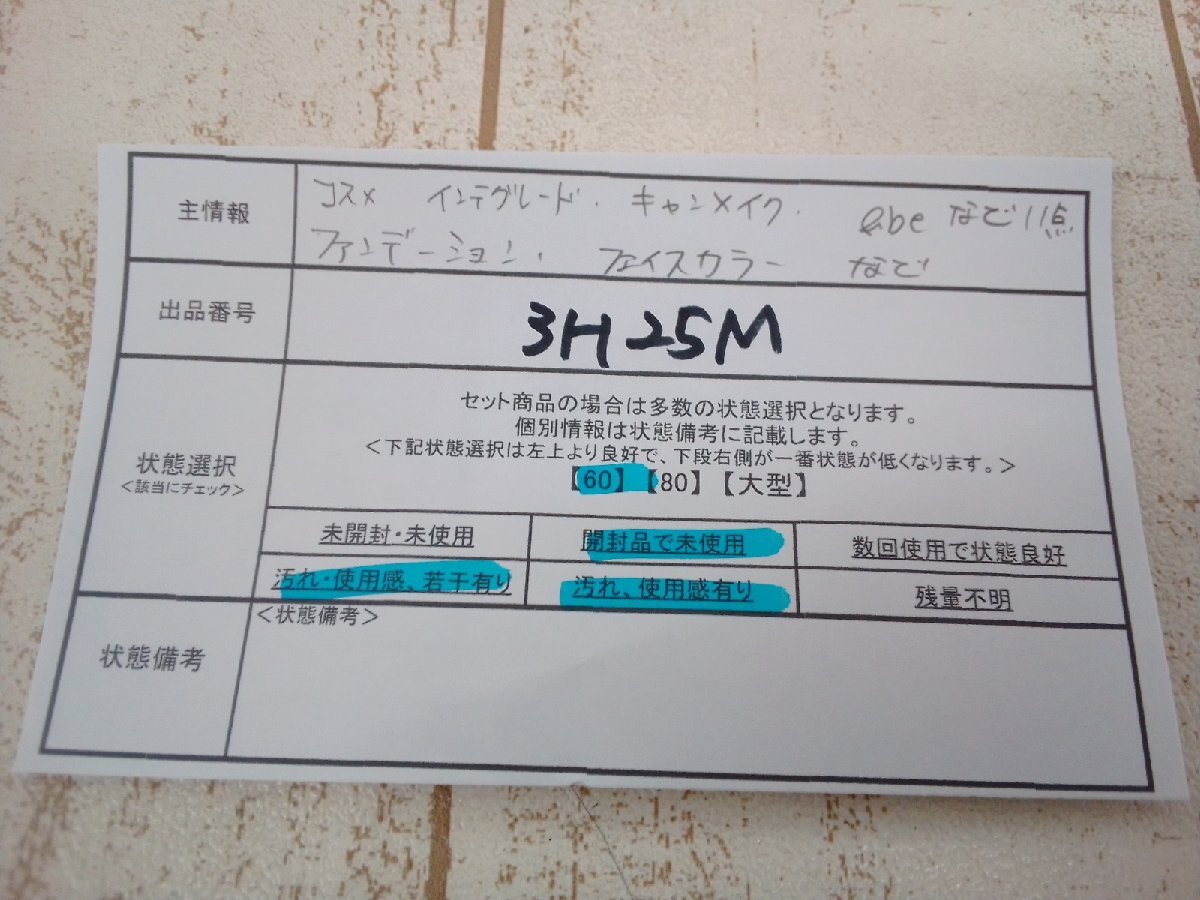 主情報
コスメ インテグレード. キャンメイク. abe など11点
ファンデーション. フェイスカラー など
出品番号
3H25M
状態選択
<該当にチェック>
セット商品の場合は多数の状態選択となります。
個別情報は状態備考に記載します。
<下記状態選択は左上より良好で、下段右側が一番状態が低くなります。>
【60】【80】【大型】
未開封・未使用 開封品で未使用 数回使用で状態良好
汚れ・使用感、若干有り 汚れ、使用感有り 残量不明
状態備考
<状態備考>